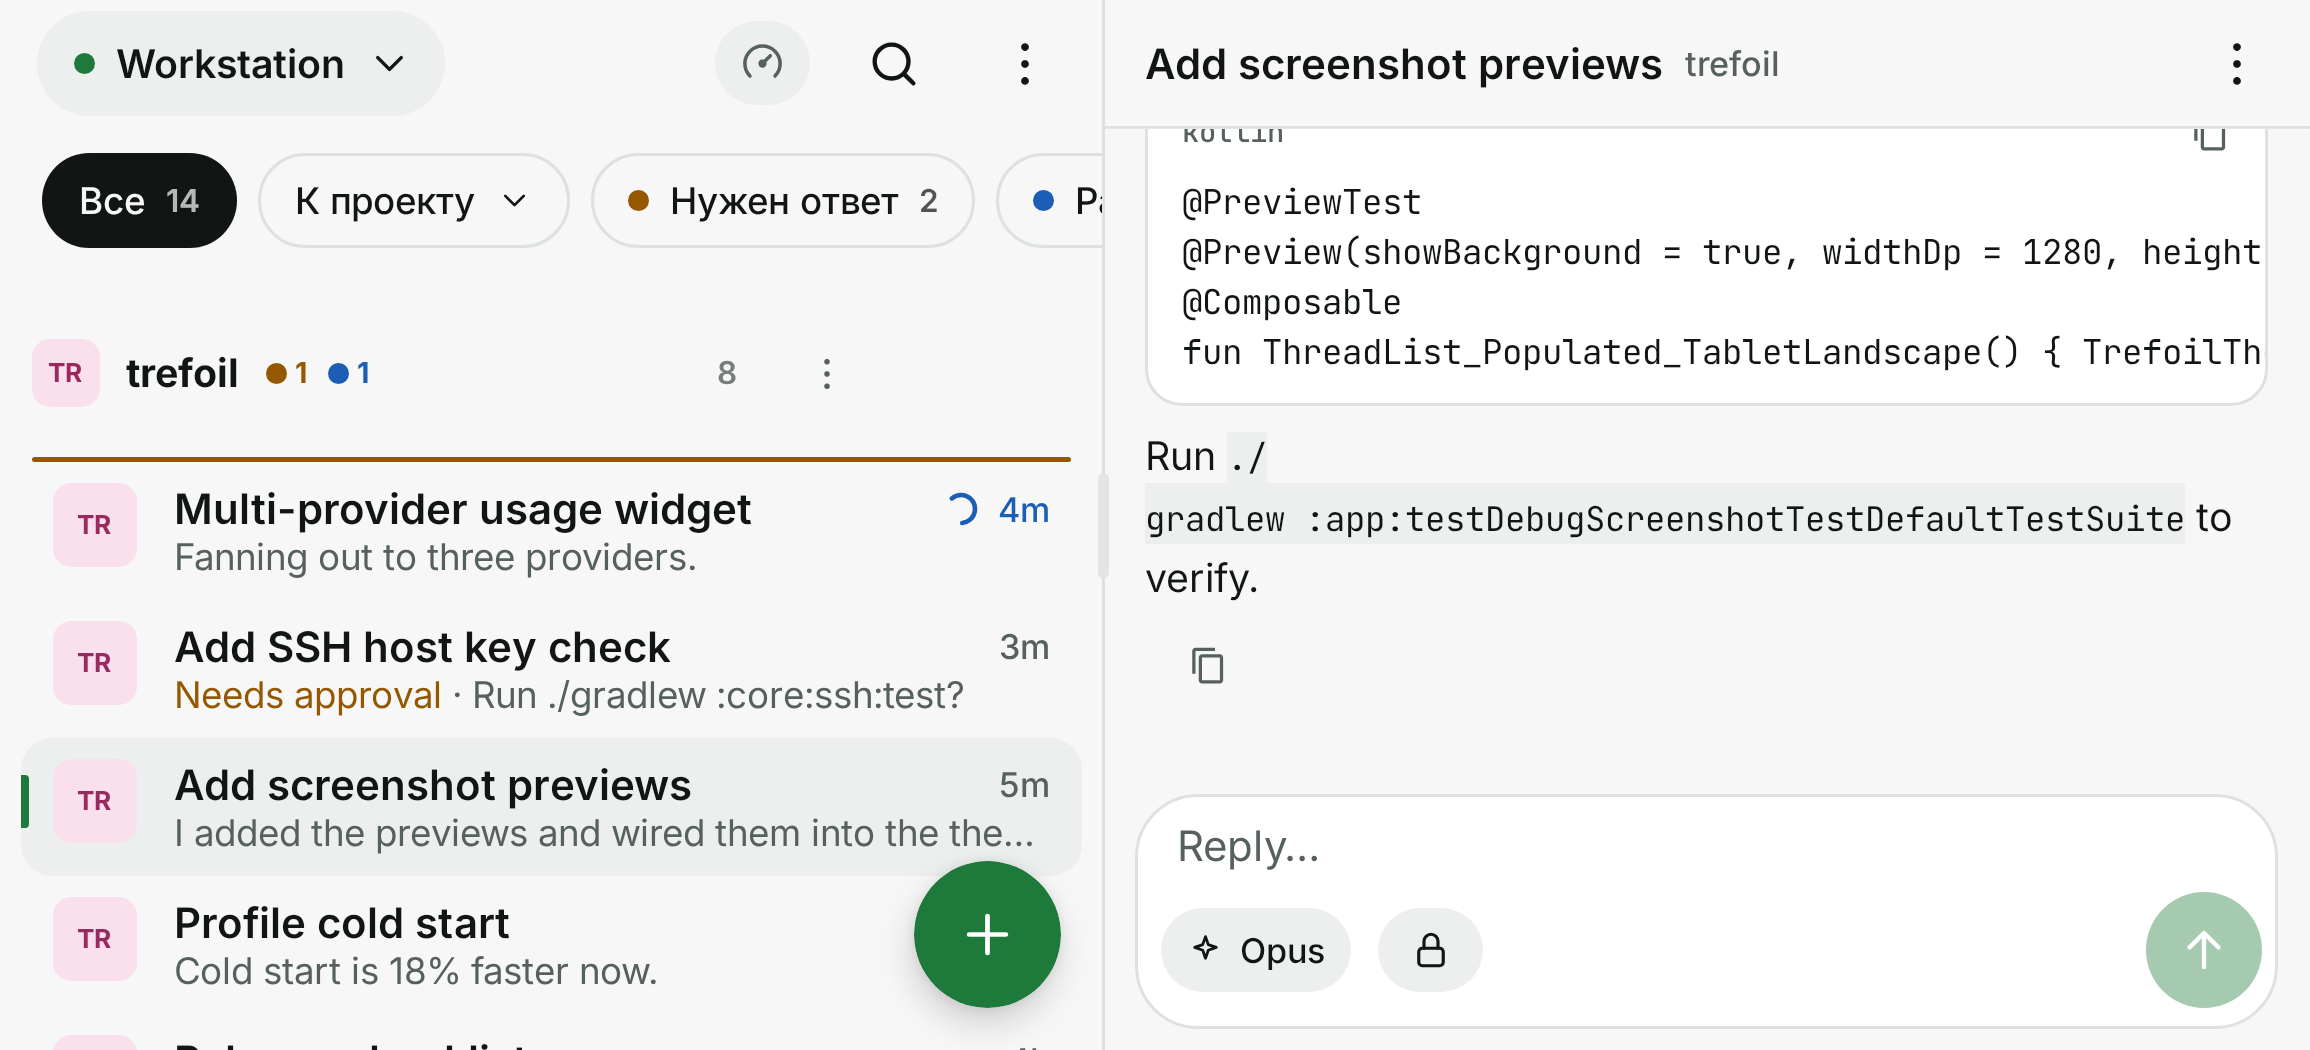 Workstation
Все 14
К проекту
Нужен ответ 2
TR trefoil 1 1 8
TR Multi-provider usage widget 4m
Fanning out to three providers.
TR Add SSH host key check 3m
Needs approval · Run ./gradlew :core:ssh:test?
TR Add screenshot previews 5m
I added the previews and wired them into the the...
TR Profile cold start
Cold start is 18% faster now.
Add screenshot previews trefoil
kotlin
@PreviewTest
@Preview(showBackground = true, widthDp = 1280, height
@Composable
fun ThreadList_Populated_TabletLandscape() { TrefoilTh
Run ./
gradlew :app:testDebugScreenshotTestDefaultTestSuite to
verify.
Reply...
Opus